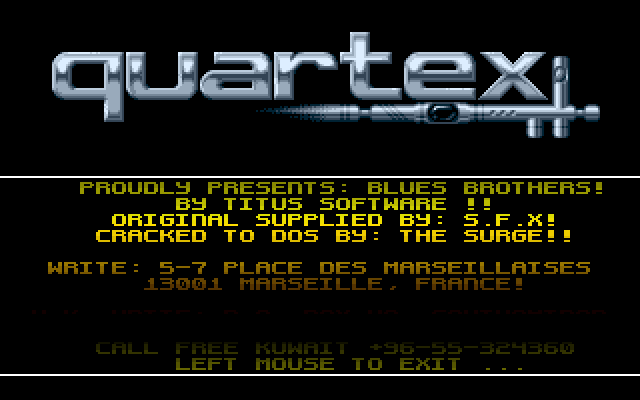 quartex
PROUDLY PRESENTS: BLUES BROTHERS!
BY TITUS SOFTWARE !!
ORIGINAL SUPPLIED BY: S.F.X!
CRACKED TO DOS BY: THE SURGE!!
WRITE: 5-7 PLACE DES MARSEILLAISES
13001 MARSEILLE, FRANCE!
CALL FREE KUWAIT +96-55-324360
LEFT MOUSE TO EXIT ...